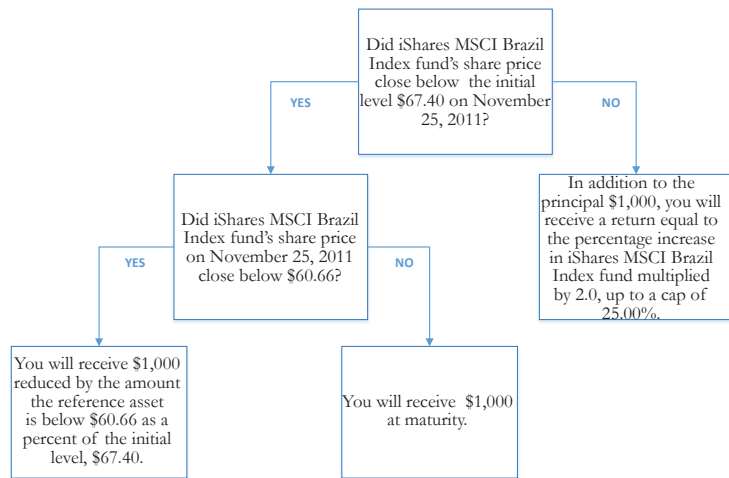 Did iShares MSCI Brazil
Index fund's share price
close below the initial
level $67.40 on November
25, 2011?
YES
NO
Did iShares MSCI Brazil
Index fund's share price
on November 25, 2011
close below $60.66?
In addition to the
principal $1,000, you will
receive a return equal to
the percentage increase
in iShares MSCI Brazil
Index fund multiplied
by 2.0, up to a cap of
25.00%.
YES
NO
You will receive $1,000
reduced by the amount
the reference asset
is below $60.66 as a
percent of the initial
level, $67.40.
You will receive $1,000
at maturity.